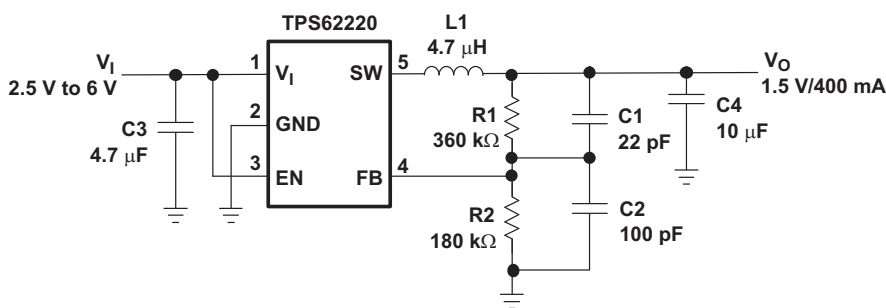 TPS62220
L1
4.7 μH
V_I
2.5 V to 6 V
1
V_I
SW
5
V_O
1.5 V/400 mA
C3
4.7 μF
2
GND
R1
360 kΩ
C1
22 pF
C4
10 μF
3
EN
FB
4
R2
180 kΩ
C2
100 pF